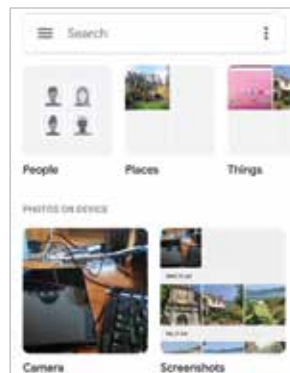 Search
People Places Things
PHOTOS ON DEVICE
Camera Screenshots